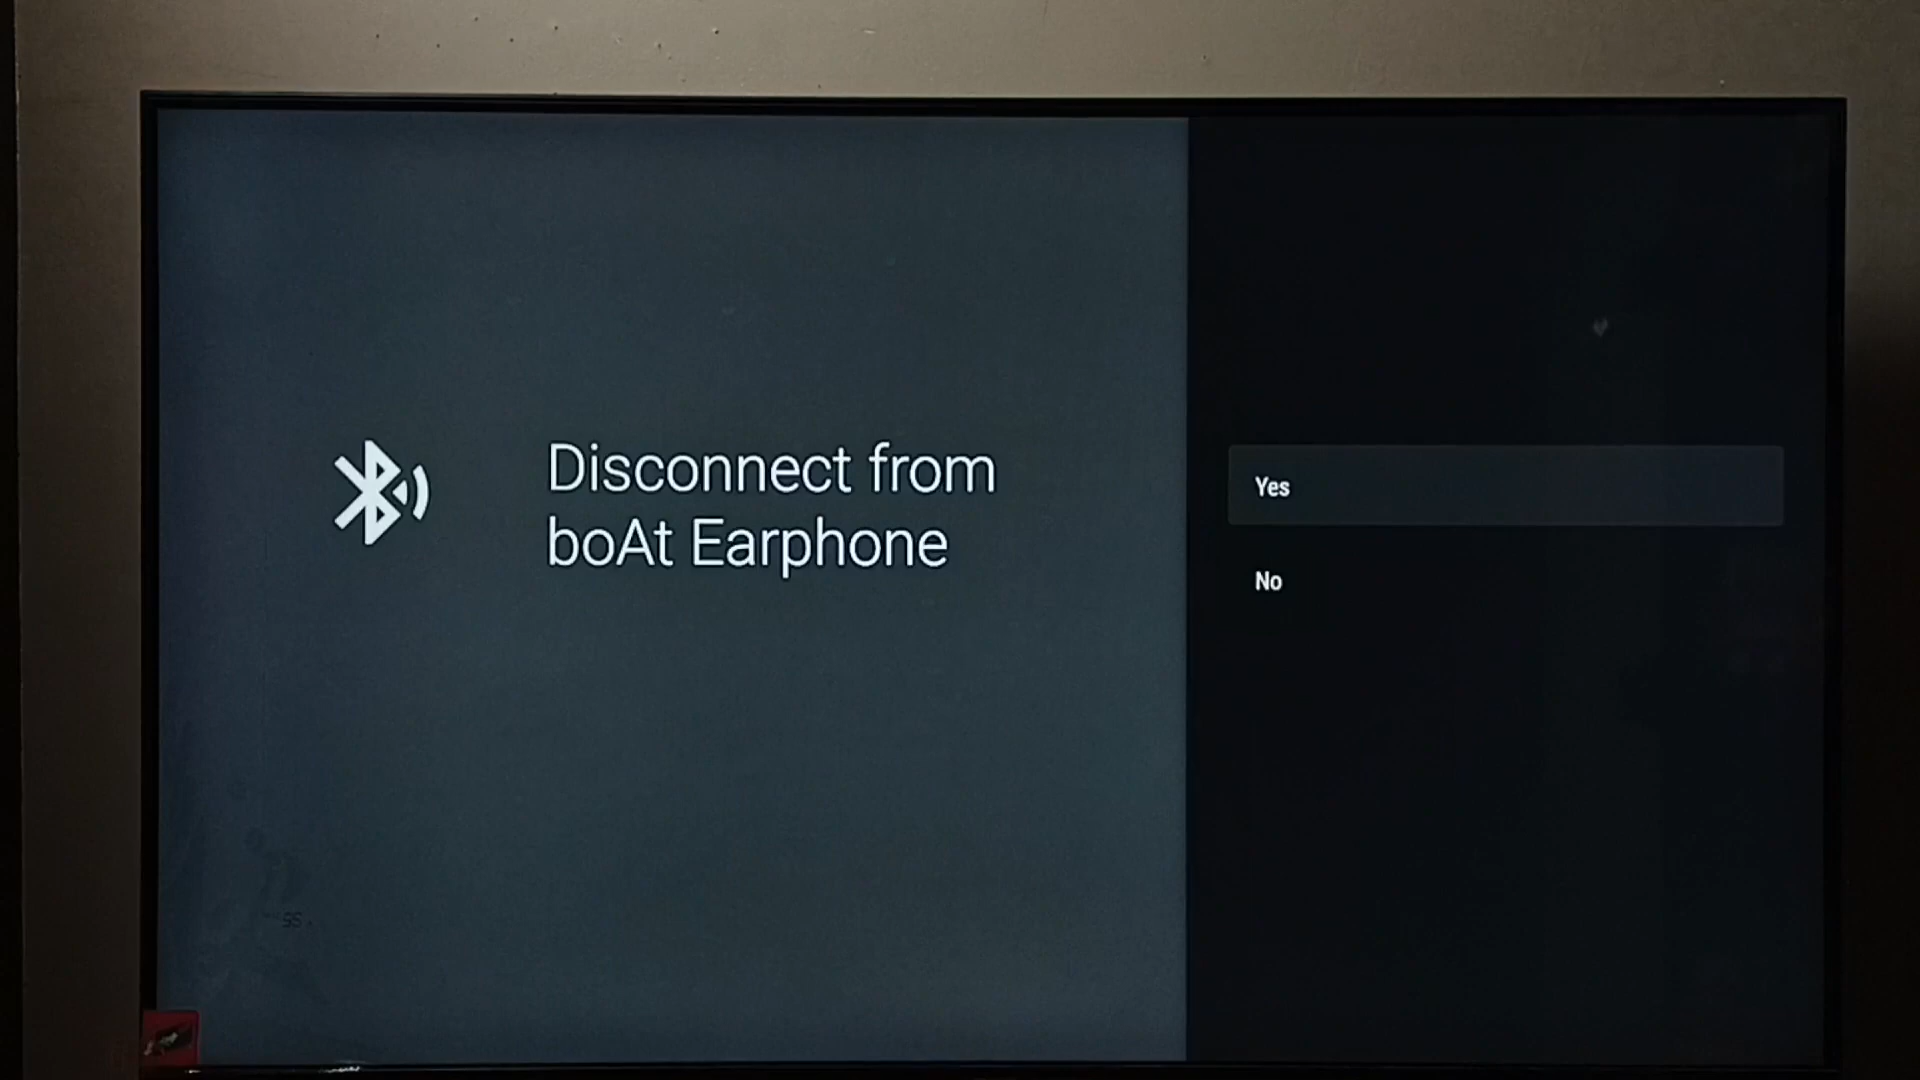 Disconnect from
boAt Earphone
Yes
No